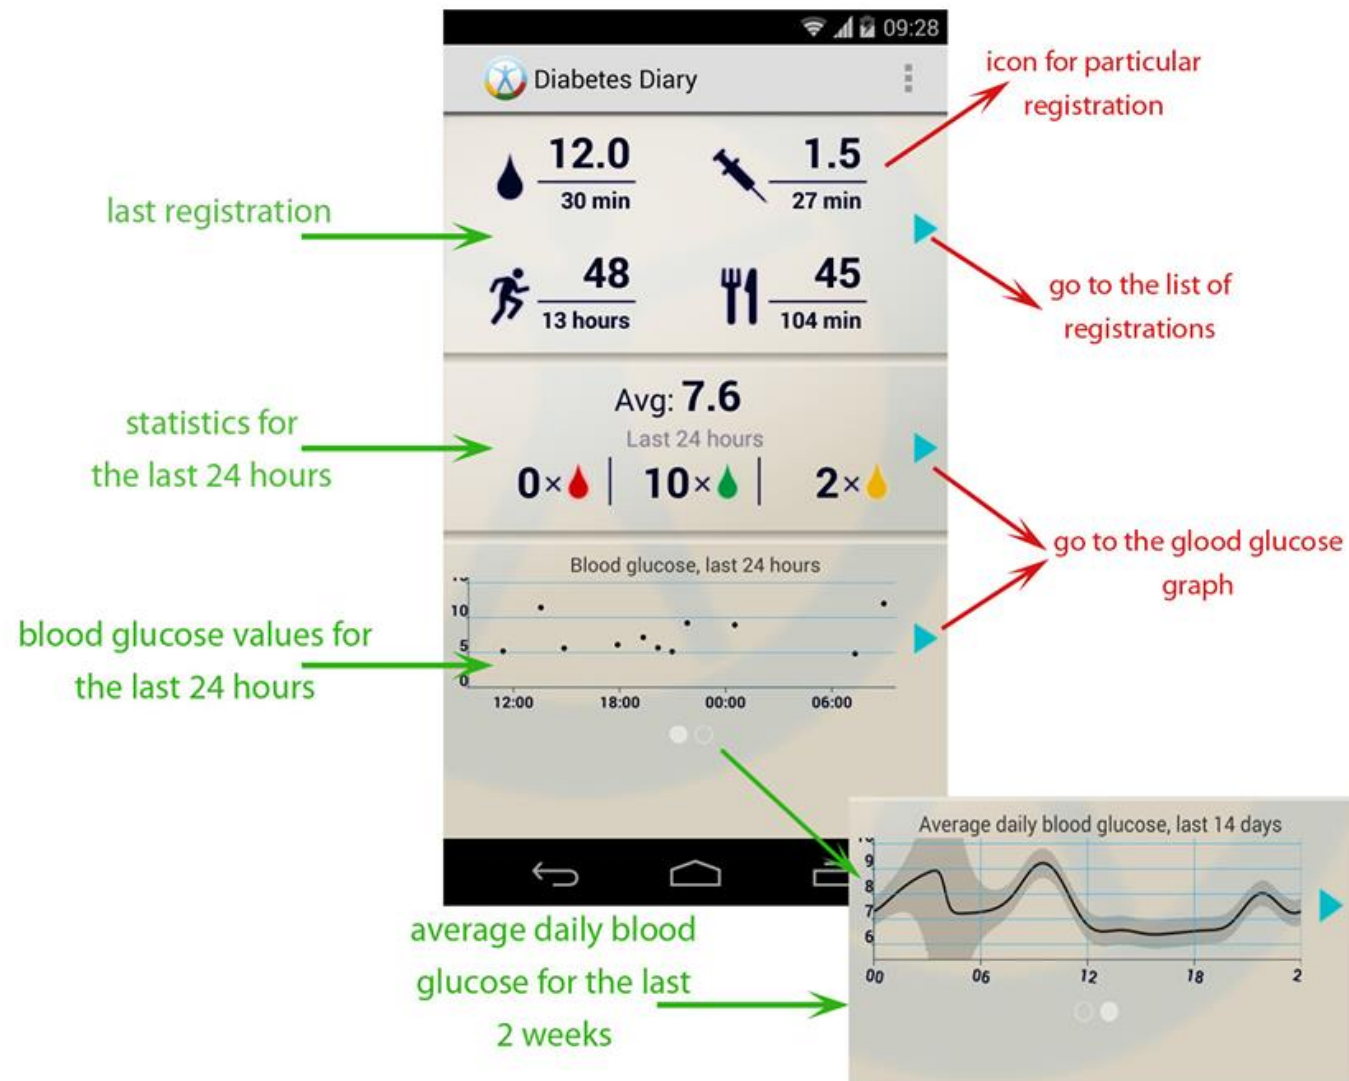 09:28
Diabetes Diary
icon for particular
registration
12.0
30 min
1.5
27 min
last registration
48
13 hours
45
104 min
go to the list of
registrations
statistics for
the last 24 hours
Avg: 7.6
Last 24 hours
0×
10×
2×
go to the glood glucose
graph
blood glucose values for
the last 24 hours
Blood glucose, last 24 hours
10
5
0
12:00 18:00 00:00 06:00
Average daily blood glucose, last 14 days
9
8
7
6
00 06 12 18 2
average daily blood
glucose for the last
2 weeks